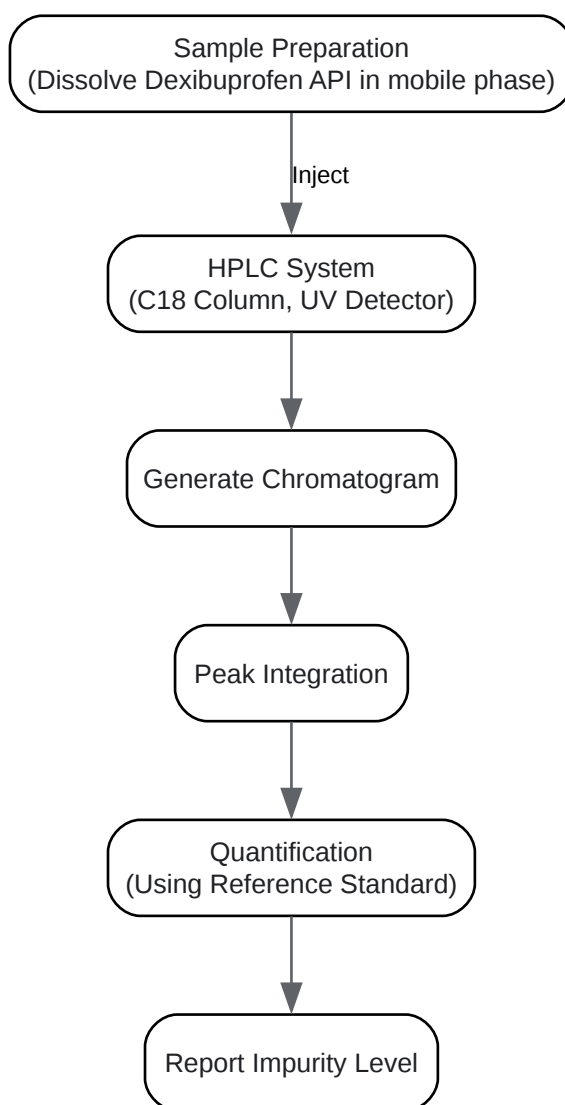 Sample Preparation
(Dissolve Dexibuprofen API in mobile phase)
Inject
HPLC System
(C18 Column, UV Detector)
Generate Chromatogram
Peak Integration
Quantification
(Using Reference Standard)
Report Impurity Level